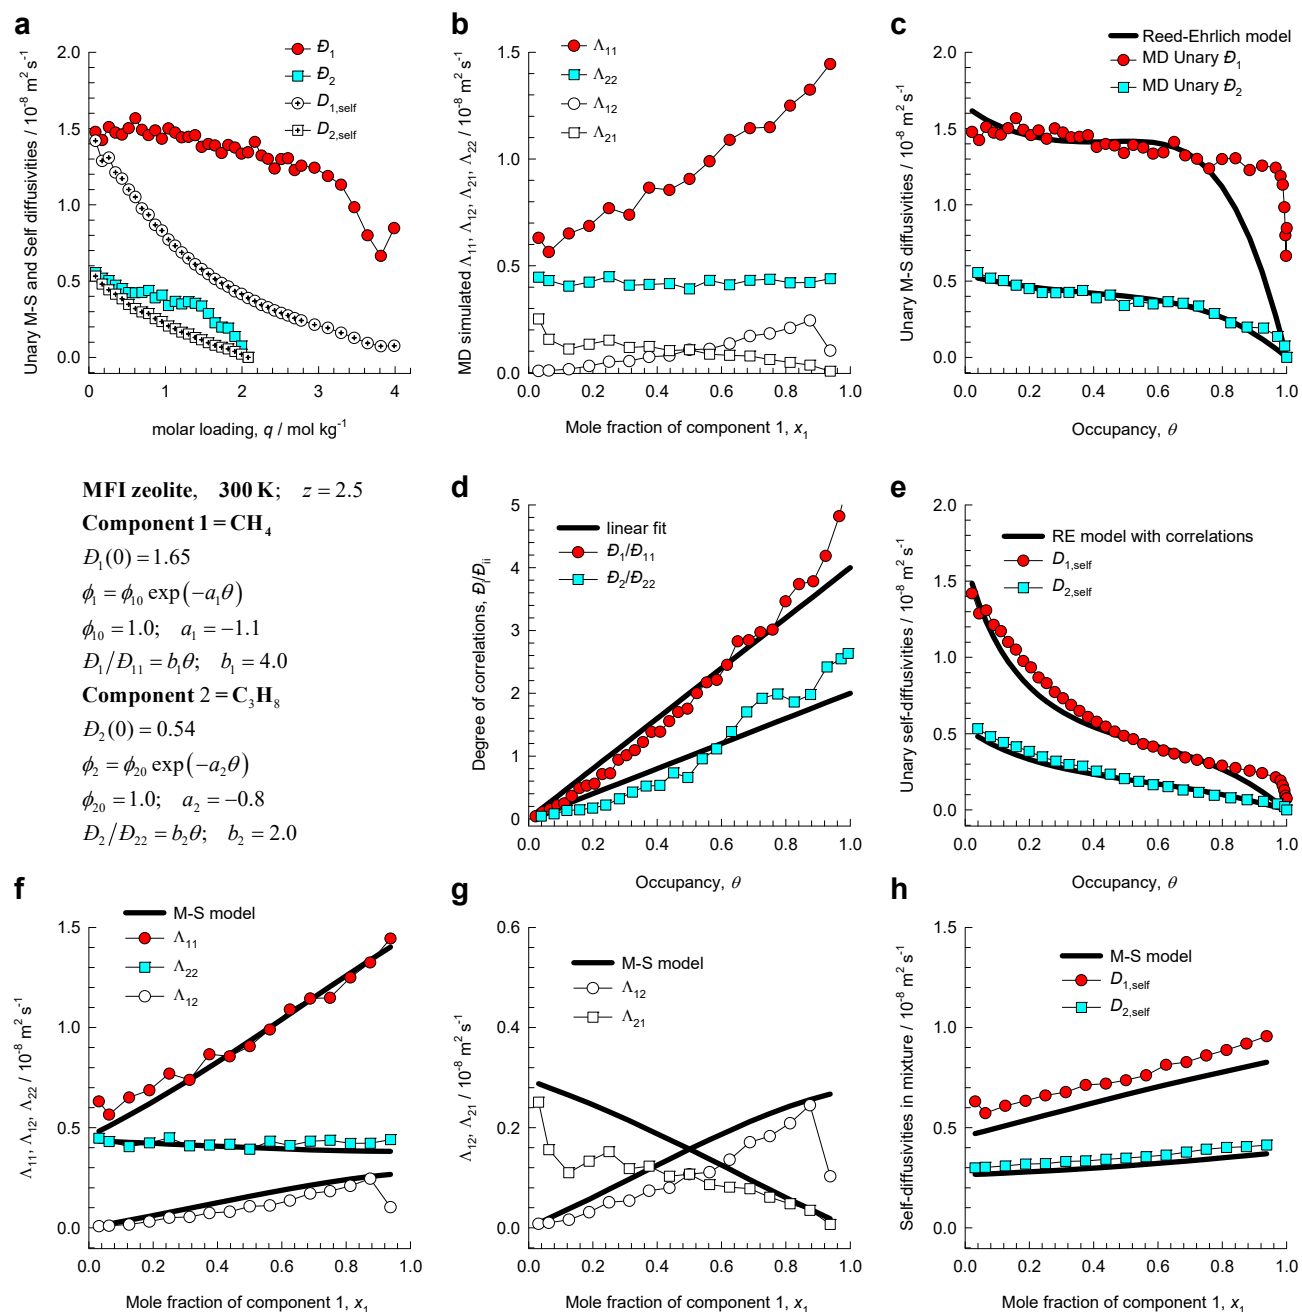 a
2.0
1.5
1.0
0.5
0.0
0
1
2
3
4
Unary M-S and Self diffusivities / 10⁻⁸ m² s⁻¹
molar loading, q / mol kg⁻¹
Đ₁
Đ₂
D₁,self
D₂,self
b
1.5
1.0
0.5
0.0
0.0
0.2
0.4
0.6
0.8
1.0
MD simulated Λ₁₁, Λ₁₂, Λ₂₁, Λ₂₂ / 10⁻⁸ m² s⁻¹
Mole fraction of component 1, x₁
Λ₁₁
Λ₂₂
Λ₁₂
Λ₂₁
c
2.0
1.5
1.0
0.5
0.0
0.0
0.2
0.4
0.6
0.8
1.0
Unary M-S diffusivities / 10⁻⁸ m² s⁻¹
Occupancy, θ
Reed-Ehrlich model
MD Unary Đ₁
MD Unary Đ₂
MFI zeolite, 300 K; z = 2.5
Component 1 = CH₄
Đ₁(0) = 1.65
ϕ₁ = ϕ₁₀ exp(−a₁θ)
ϕ₁₀ = 1.0; a₁ = −1.1
Đ₁/Đ₁₁ = b₁θ; b₁ = 4.0
Component 2 = C₃H₈
Đ₂(0) = 0.54
ϕ₂ = ϕ₂₀ exp(−a₂θ)
ϕ₂₀ = 1.0; a₂ = −0.8
Đ₂/Đ₂₂ = b₂θ; b₂ = 2.0
d
5
4
3
2
1
0
0.0
0.2
0.4
0.6
0.8
1.0
Degree of correlations, Đᵢ/Đᵢᵢ
Occupancy, θ
linear fit
Đ₁/Đ₁₁
Đ₂/Đ₂₂
e
2.0
1.5
1.0
0.5
0.0
0.0
0.2
0.4
0.6
0.8
1.0
Unary self-diffusivities / 10⁻⁸ m² s⁻¹
Occupancy, θ
RE model with correlations
D₁,self
D₂,self
f
1.5
1.0
0.5
0.0
0.0
0.2
0.4
0.6
0.8
1.0
Λ₁₁, Λ₁₂, Λ₂₂ / 10⁻⁸ m² s⁻¹
Mole fraction of component 1, x₁
M-S model
Λ₁₁
Λ₂₂
Λ₁₂
g
0.6
0.4
0.2
0.0
0.0
0.2
0.4
0.6
0.8
1.0
Λ₁₂, Λ₂₁ / 10⁻⁸ m² s⁻¹
Mole fraction of component 1, x₁
M-S model
Λ₁₂
Λ₂₁
h
1.5
1.0
0.5
0.0
0.0
0.2
0.4
0.6
0.8
1.0
Self-diffusivities in mixture / 10⁻⁸ m² s⁻¹
Mole fraction of component 1, x₁
M-S model
D₁,self
D₂,self